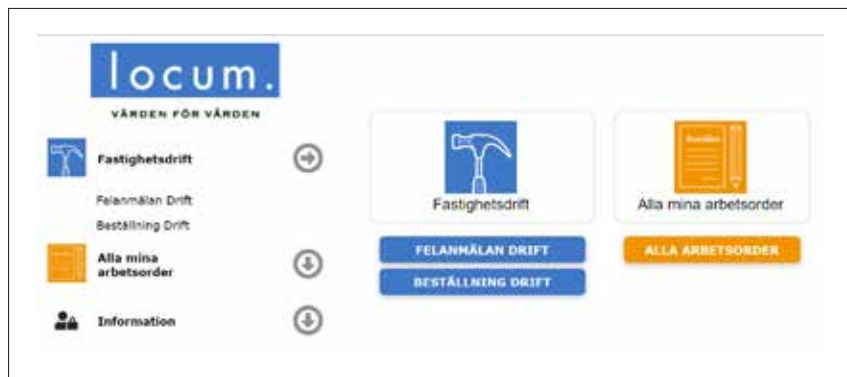 locum.
VÅRDEN FÖR VÅRDEN
Fastighetsdrift
Felanmälan Drift
Beställning Drift
Alla mina
arbetsorder
Information
Fastighetsdrift
FELANMÄLAN DRIFT
BESTÄLLNING DRIFT
Alla mina arbetsorder
ALLA ARBETSORDER